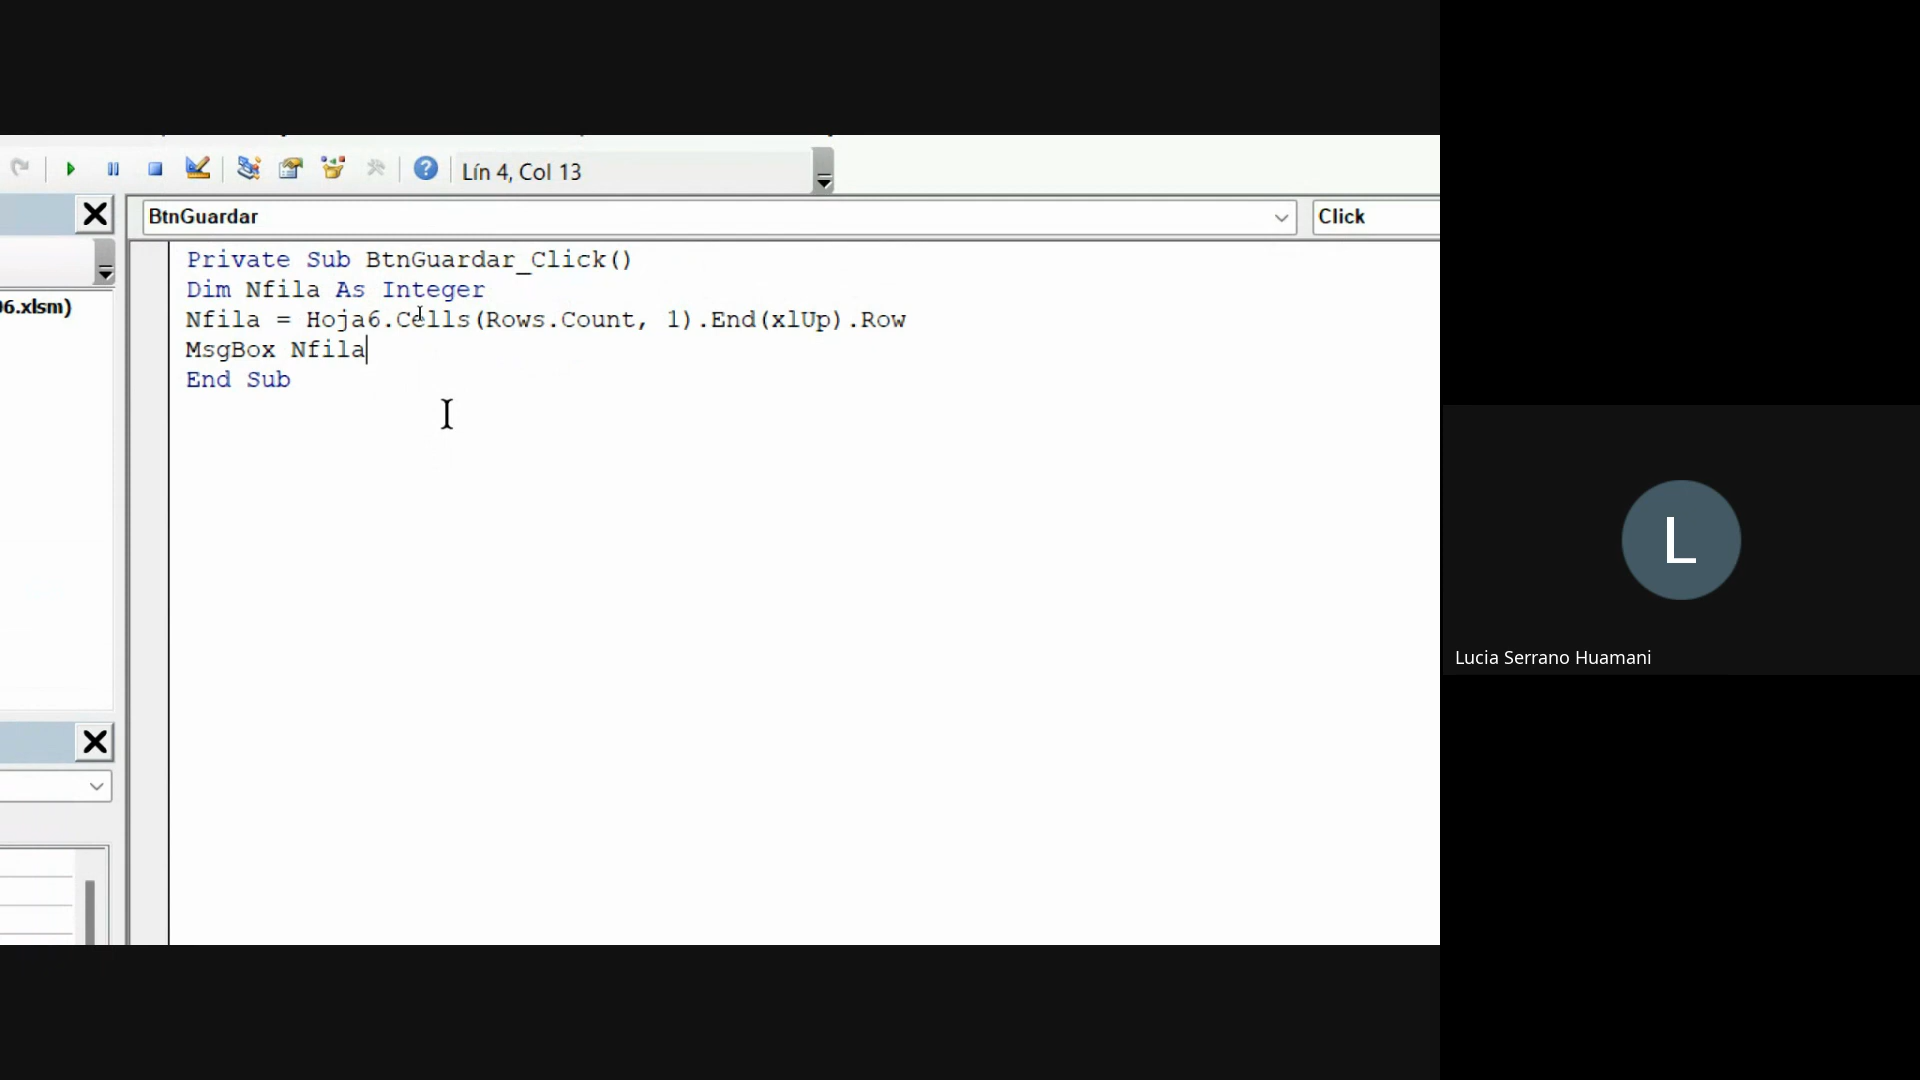 Lín 4, Col 13
BtnGuardar
Click
Private Sub BtnGuardar_Click()
Dim Nfila As Integer
Nfila = Hoja6.Cells(Rows.Count, 1).End(xlUp).Row
MsgBox Nfila
End Sub
06.xlsm)
L
Lucia Serrano Huamani